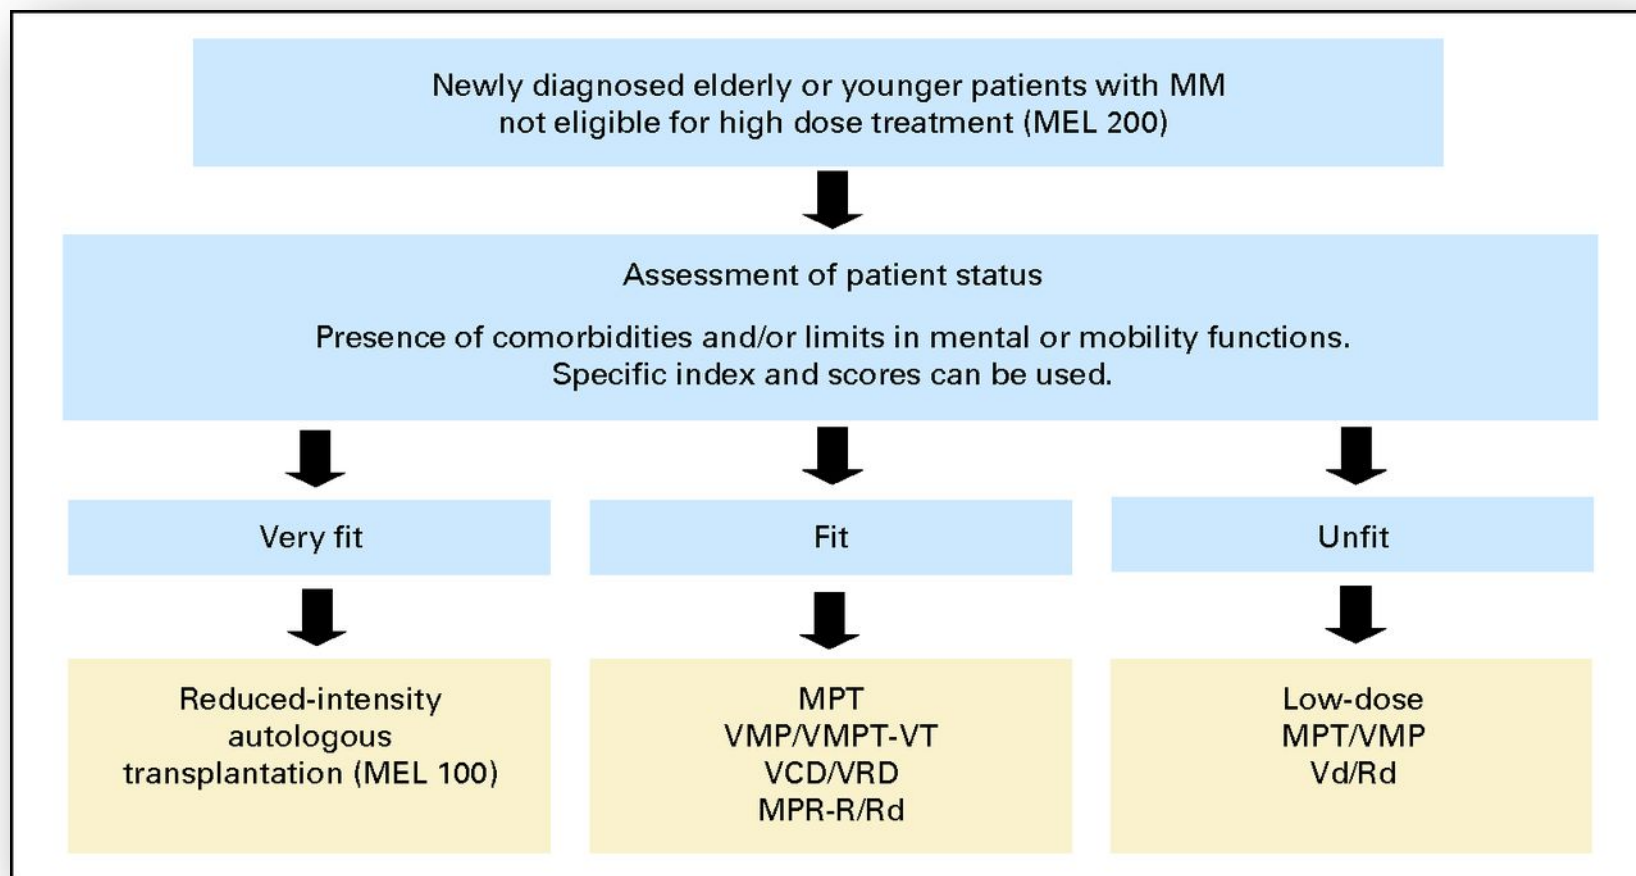 Newly diagnosed elderly or younger patients with MM
not eligible for high dose treatment (MEL 200)
Assessment of patient status
Presence of comorbidities and/or limits in mental or mobility functions.
Specific index and scores can be used.
Very fit
Fit
Unfit
Reduced-intensity
autologous
transplantation (MEL 100)
MPT
VMP/VMPT-VT
VCD/VRD
MPR-R/Rd
Low-dose
MPT/VMP
Vd/Rd